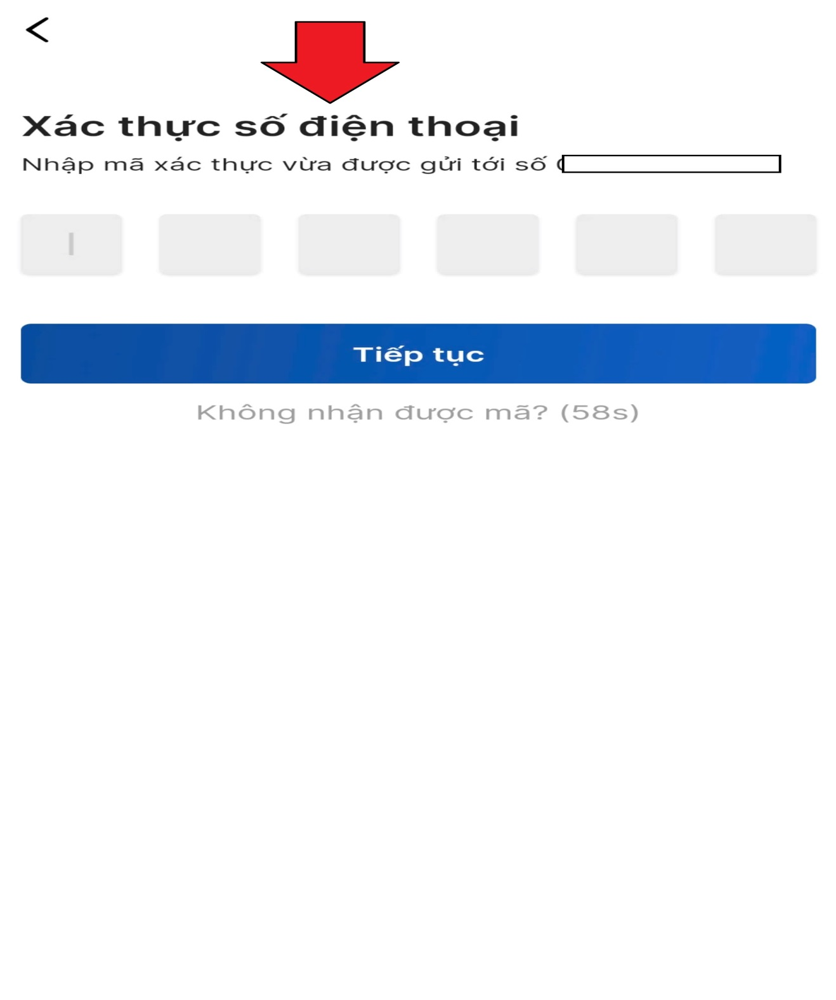 Xác thực số điện thoại
Nhập mã xác thực vừa được gửi tới số
Tiếp tục
Không nhận được mã? (58s)